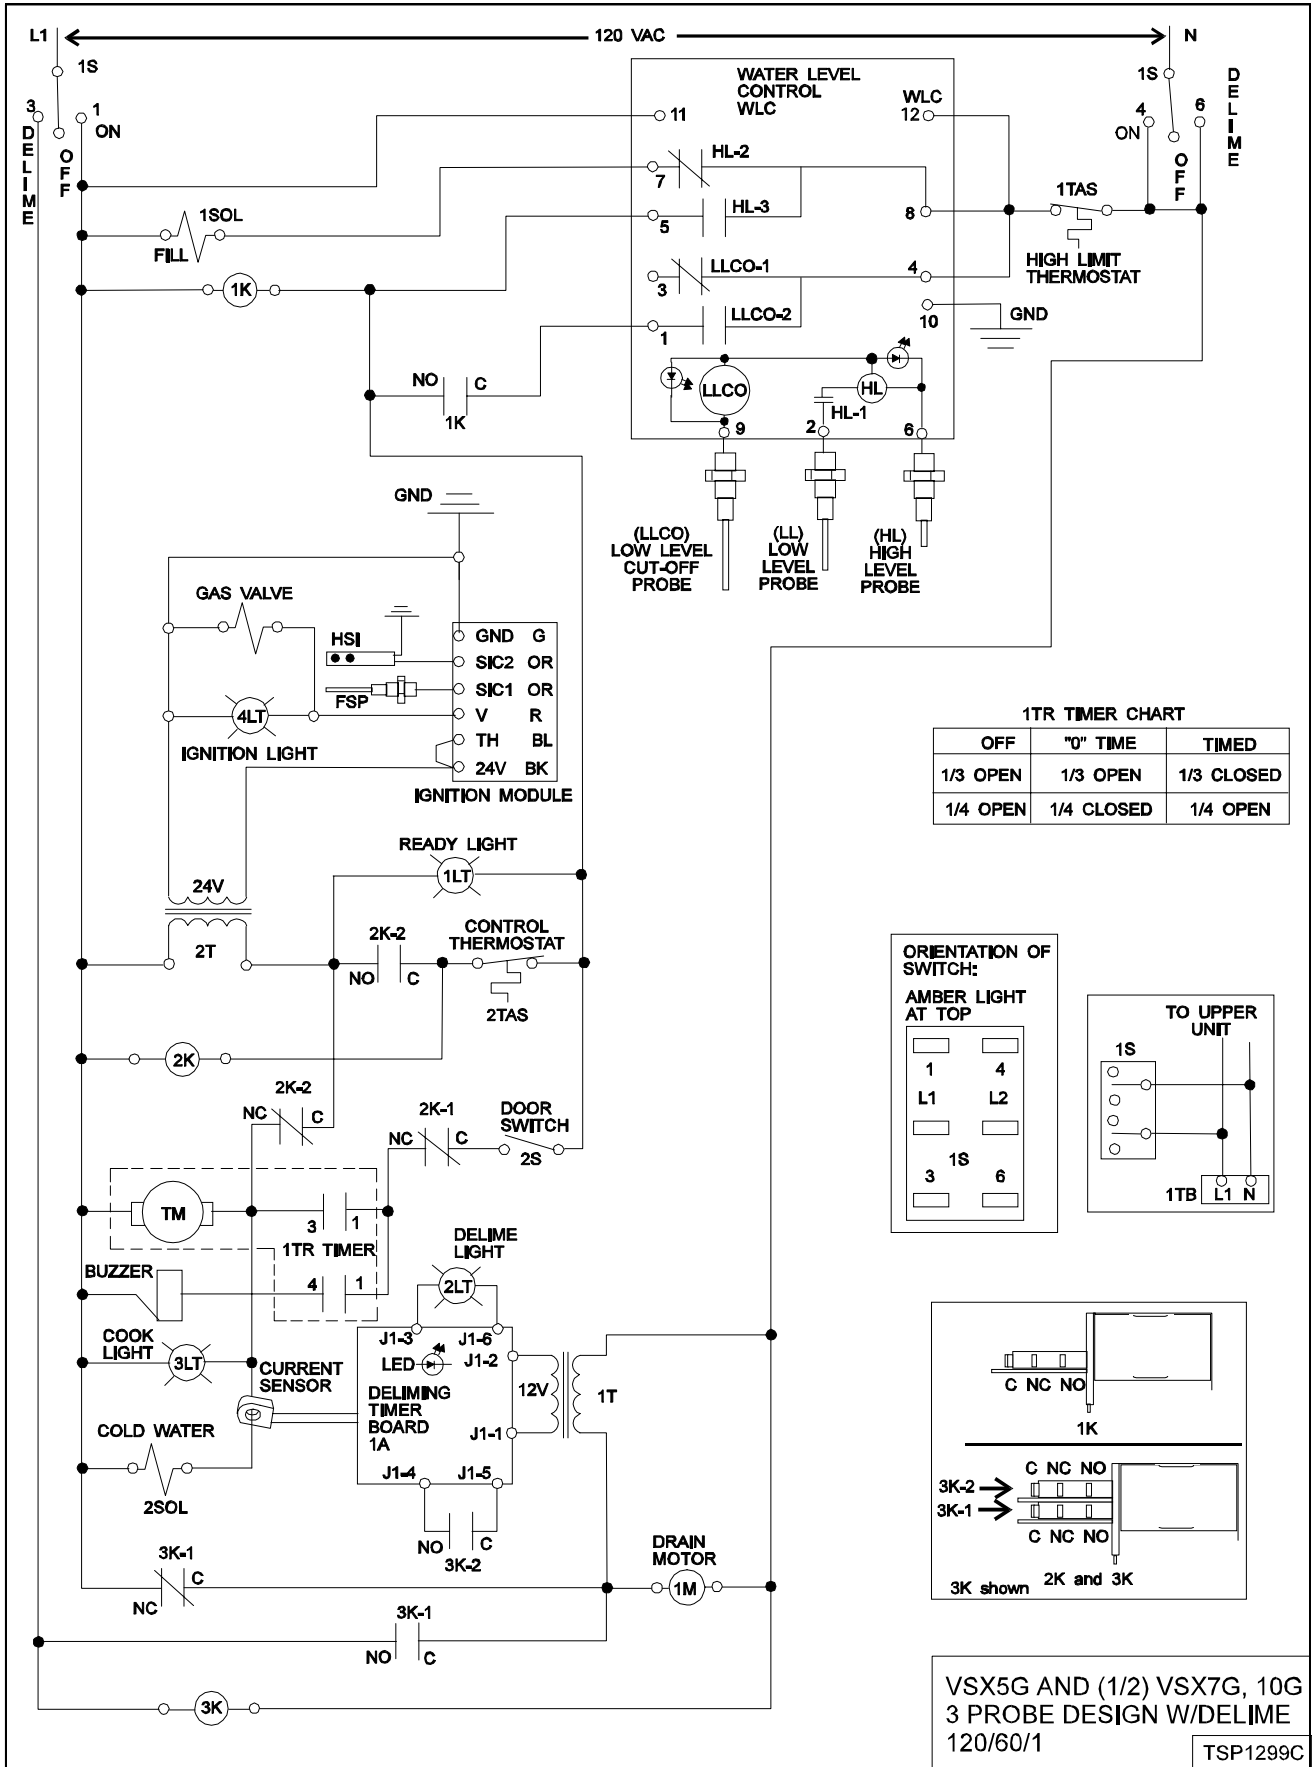 L1
120 VAC
N
1S
3
1
ON
DELIME
OFF
WATER LEVEL
CONTROL
WLC
WLC
11
12
1S
4
6
ON
OFF
DELIME
HL-2
7
1SOL
FILL
HL-3
5
8
1TAS
HIGH LIMIT
THERMOSTAT
1K
LLCO-1
3
4
LLCO-2
1
10
GND
NO
C
1K
LLCO
HL
HL-1
9
2
6
(LLCO)
LOW LEVEL
CUT-OFF
PROBE
(LL)
LOW
LEVEL
PROBE
(HL)
HIGH
LEVEL
PROBE
GND
GAS VALVE
HSI
FSP
GND G
SIC2 OR
SIC1 OR
V R
TH BL
24V BK
IGNITION MODULE
4LT
IGNITION LIGHT
1TR TIMER CHART
OFF "0" TIME TIMED
1/3 OPEN 1/3 OPEN 1/3 CLOSED
1/4 OPEN 1/4 CLOSED 1/4 OPEN
READY LIGHT
1LT
24V
2T
2K-2
NO
C
CONTROL
THERMOSTAT
2TAS
2K
2K-2
NC
C
2K-1
NC
C
DOOR
SWITCH
2S
ORIENTATION OF
SWITCH:
AMBER LIGHT
AT TOP
1 4
L1 L2
1S
3 6
TO UPPER
UNIT
1S
1TB
L1 N
TM
3
1
1TR TIMER
BUZZER
4
1
DELIME
LIGHT
2LT
COOK
LIGHT
3LT
CURRENT
SENSOR
J1-3
J1-6
LED
J1-2
DELIMING
TIMER
BOARD
1A
J1-1
J1-4
J1-5
12V
1T
NO
C
3K-2
COLD WATER
2SOL
3K-1
C
NC
DRAIN
MOTOR
1M
3K-1
NO
C
3K
C NC NO
1K
C NC NO
3K-2
3K-1
C NC NO
3K shown
2K and 3K
VSX5G AND (1/2) VSX7G, 10G
3 PROBE DESIGN W/DELIME
120/60/1
TSP1299C